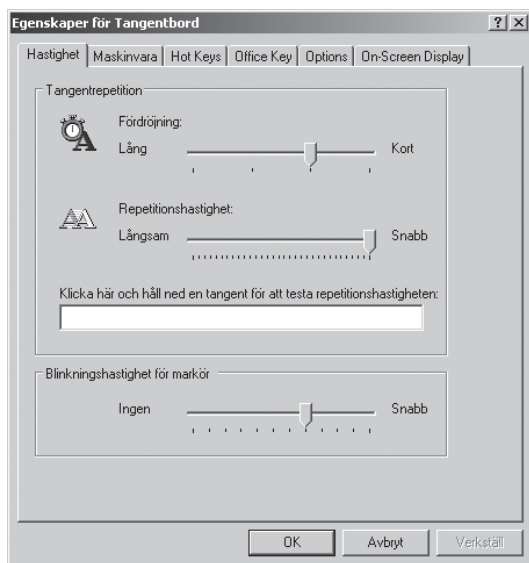 Egenskaper för Tangentbord
Hastighet Maskinvara Hot Keys Office Key Options On-Screen Display
Tangentrepetition
Fördröjning:
Lång Kort
Repetitionshastighet:
Långsam Snabb
Klicka här och håll ned en tangent för att testa repetitionshastigheten:
Blinkningshastighet för markör
Ingen Snabb
OK Avbryt Verkställ